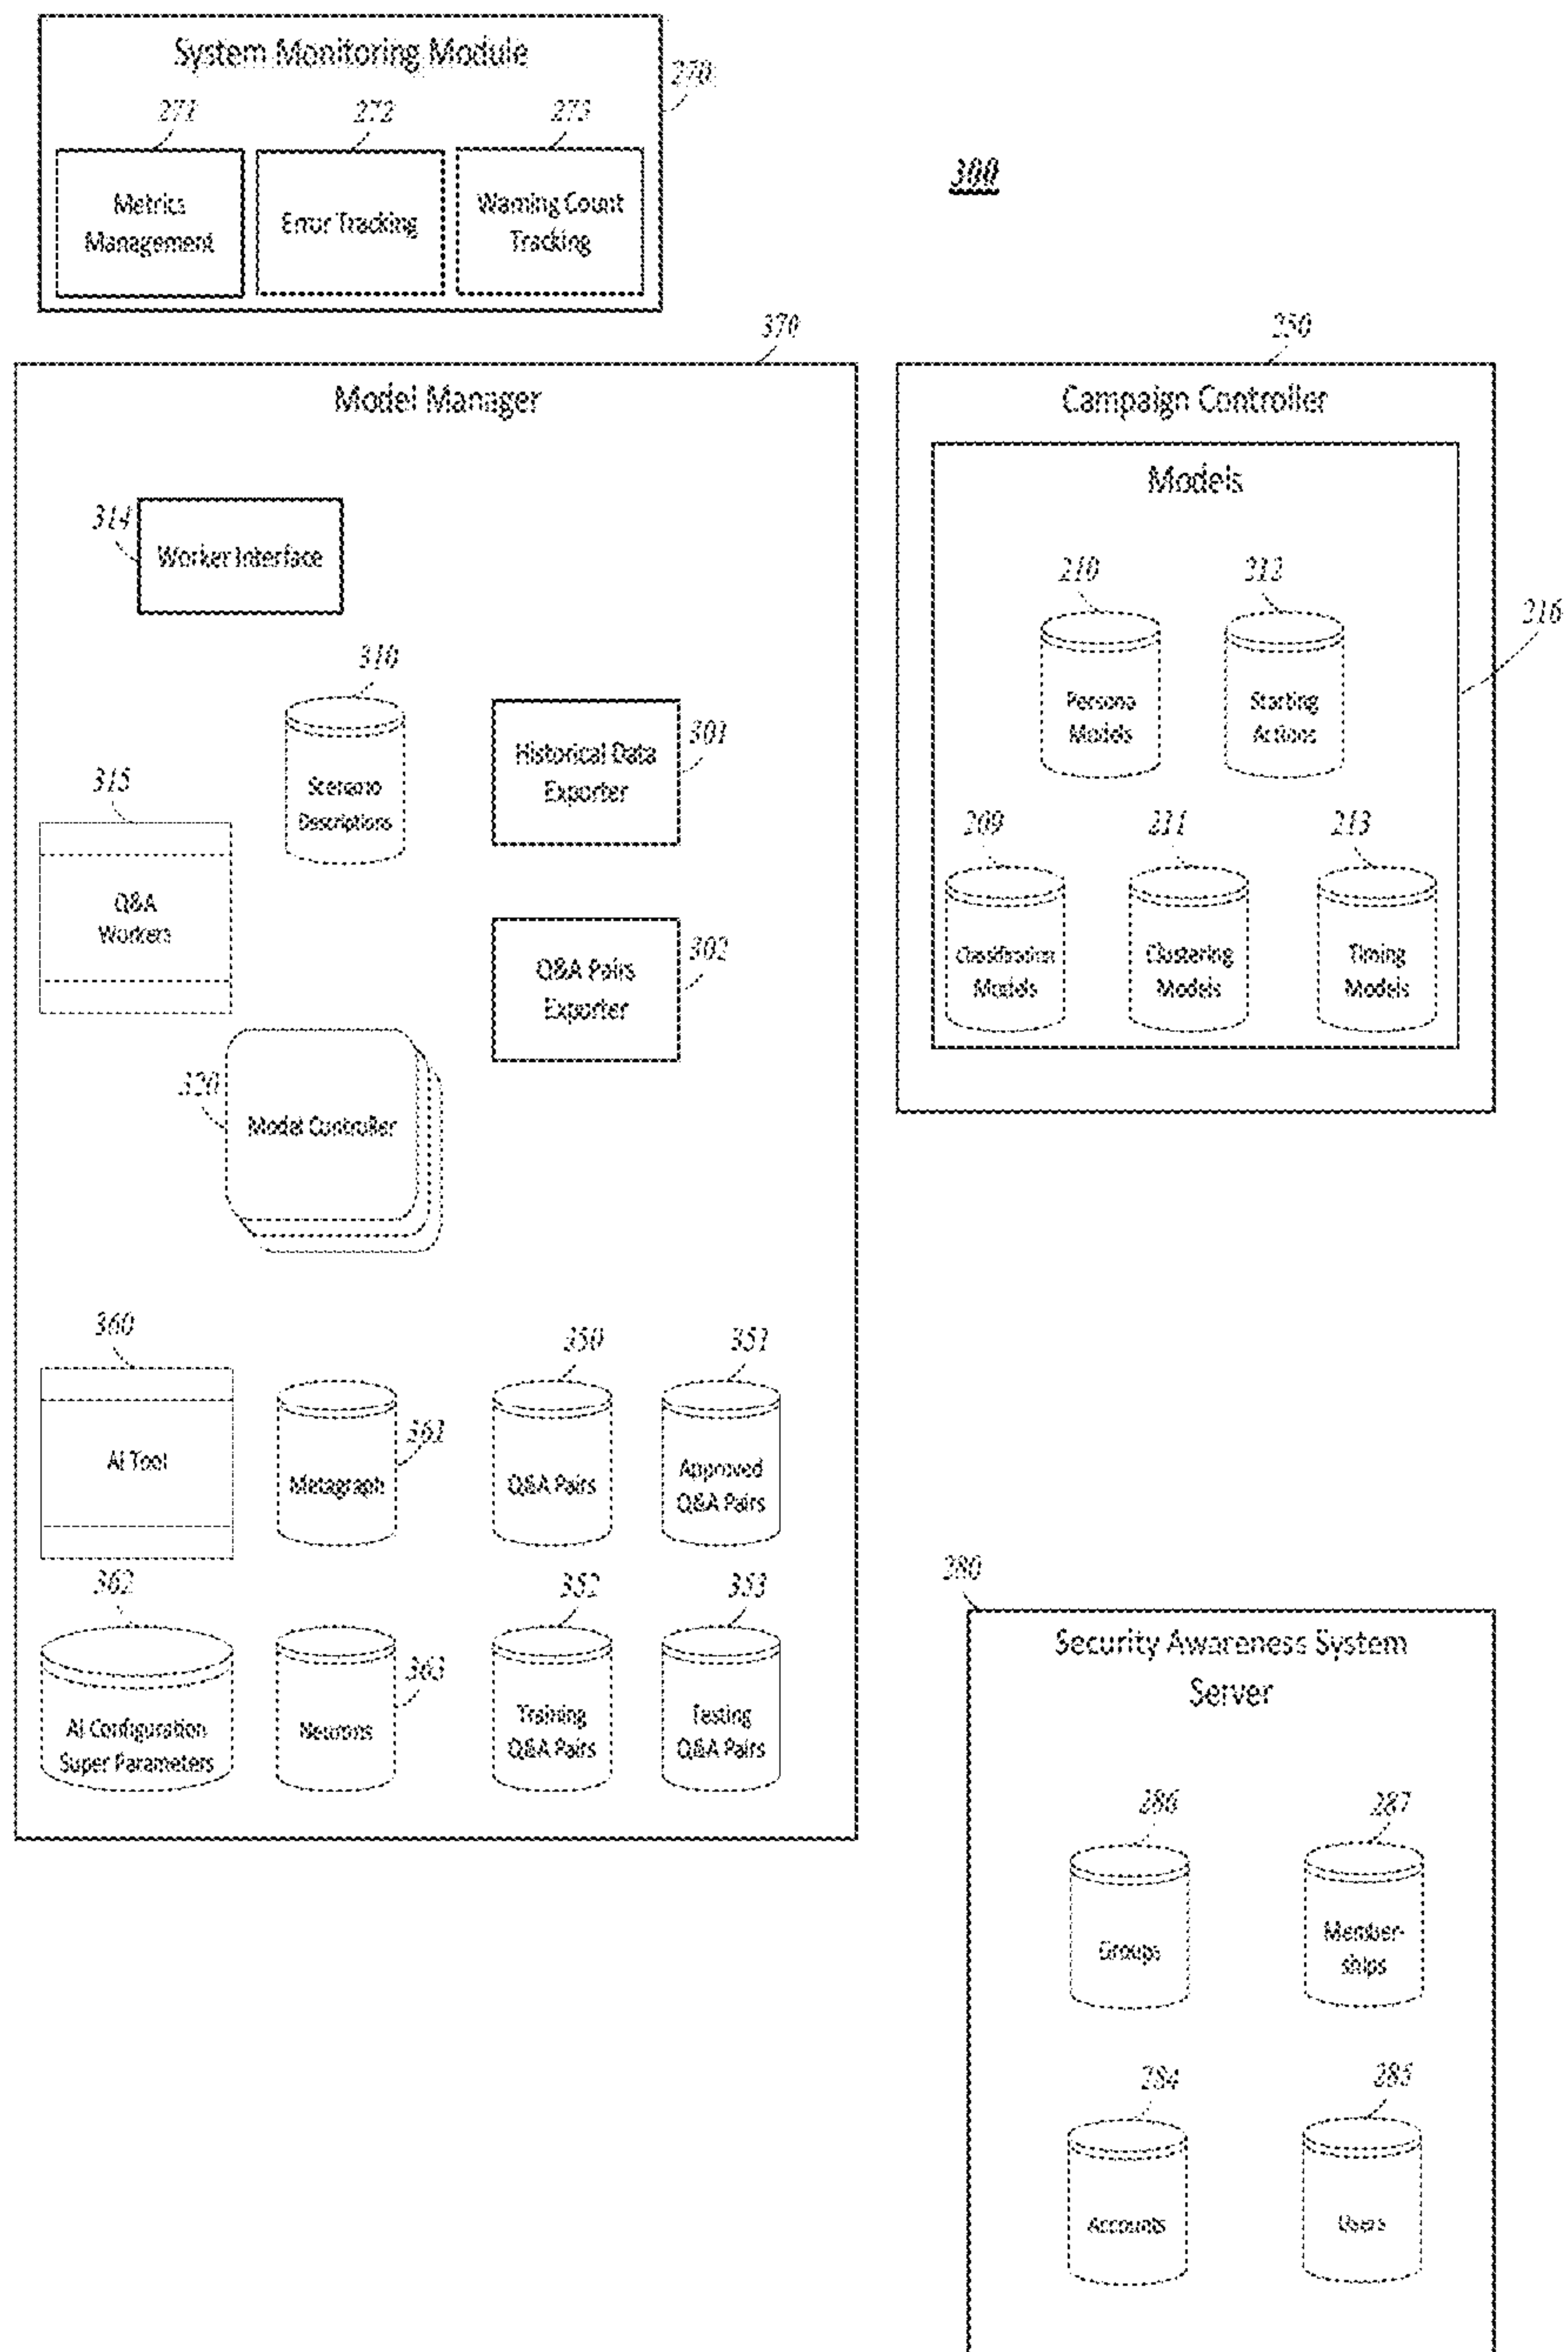 System Monitoring Module
270
271
272
273
Metrics
Management
Error Tracking
Warning Count
Tracking
300
370
Model Manager
314
Worker Interface
310
Scenario
Descriptions
Historical Data
Exporter
301
315
Q&A
Workers
Q&A Pairs
Exporter
302
320
Model Controller
360
AI Tool
Metagraph
361
350
Q&A Pairs
351
Approved
Q&A Pairs
362
AI Configuration
Super Parameters
Neurons
363
352
Training
Q&A Pairs
353
Testing
Q&A Pairs
250
Campaign Controller
Models
216
210
Persona
Models
212
Starting
Actions
209
Classification
Models
211
Clustering
Models
213
Timing
Models
280
Security Awareness System
Server
286
Groups
287
Member-
ships
284
Accounts
285
Users